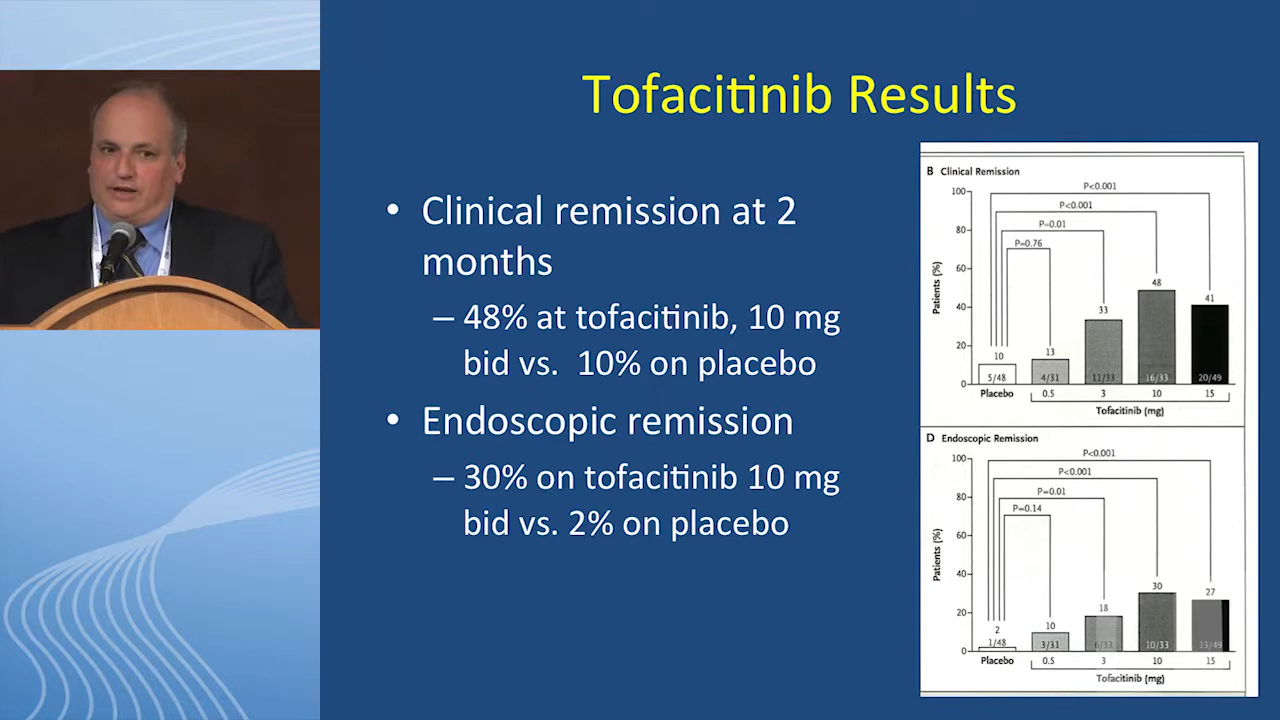 Tofacitinib Results
• Clinical remission at 2
months
– 48% at tofacitinib, 10 mg
bid vs. 10% on placebo
• Endoscopic remission
– 30% on tofacitinib 10 mg
bid vs. 2% on placebo
B Clinical Remission
P<0.001
P<0.001
P=0.01
P=0.76
100
80
60
40
20
0
Patients (%)
10
13
33
48
41
5/48
4/31
11/33
16/33
20/49
Placebo
0.5
3
10
15
Tofacitinib (mg)
D Endoscopic Remission
P<0.001
P<0.001
P=0.01
P=0.14
100
80
60
40
20
0
Patients (%)
2
10
18
30
27
1/48
3/31
6/33
10/33
13/49
Placebo
0.5
3
10
15
Tofacitinib (mg)